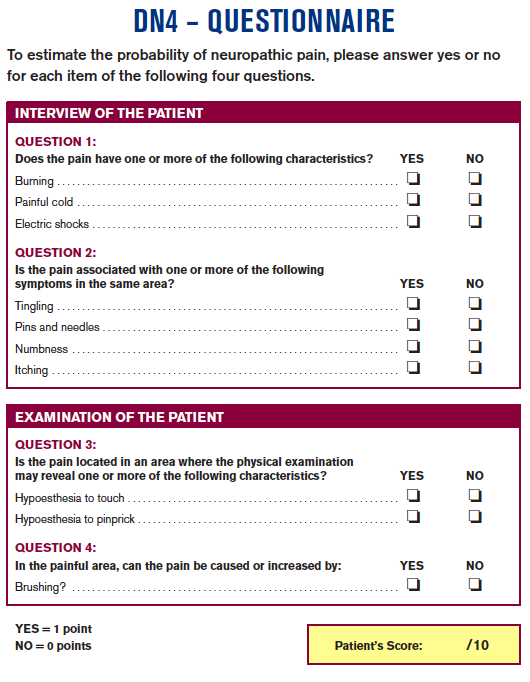 DN4 – QUESTIONNAIRE
To estimate the probability of neuropathic pain, please answer yes or no
for each item of the following four questions.
INTERVIEW OF THE PATIENT
QUESTION 1:
Does the pain have one or more of the following characteristics? YES NO
Burning
Painful cold
Electric shocks
QUESTION 2:
Is the pain associated with one or more of the following
symptoms in the same area? YES NO
Tingling
Pins and needles
Numbness
Itching
EXAMINATION OF THE PATIENT
QUESTION 3:
Is the pain located in an area where the physical examination
may reveal one or more of the following characteristics? YES NO
Hypoesthesia to touch
Hypoesthesia to pinprick
QUESTION 4:
In the painful area, can the pain be caused or increased by: YES NO
Brushing?
YES = 1 point
NO = 0 points
Patient's Score: /10